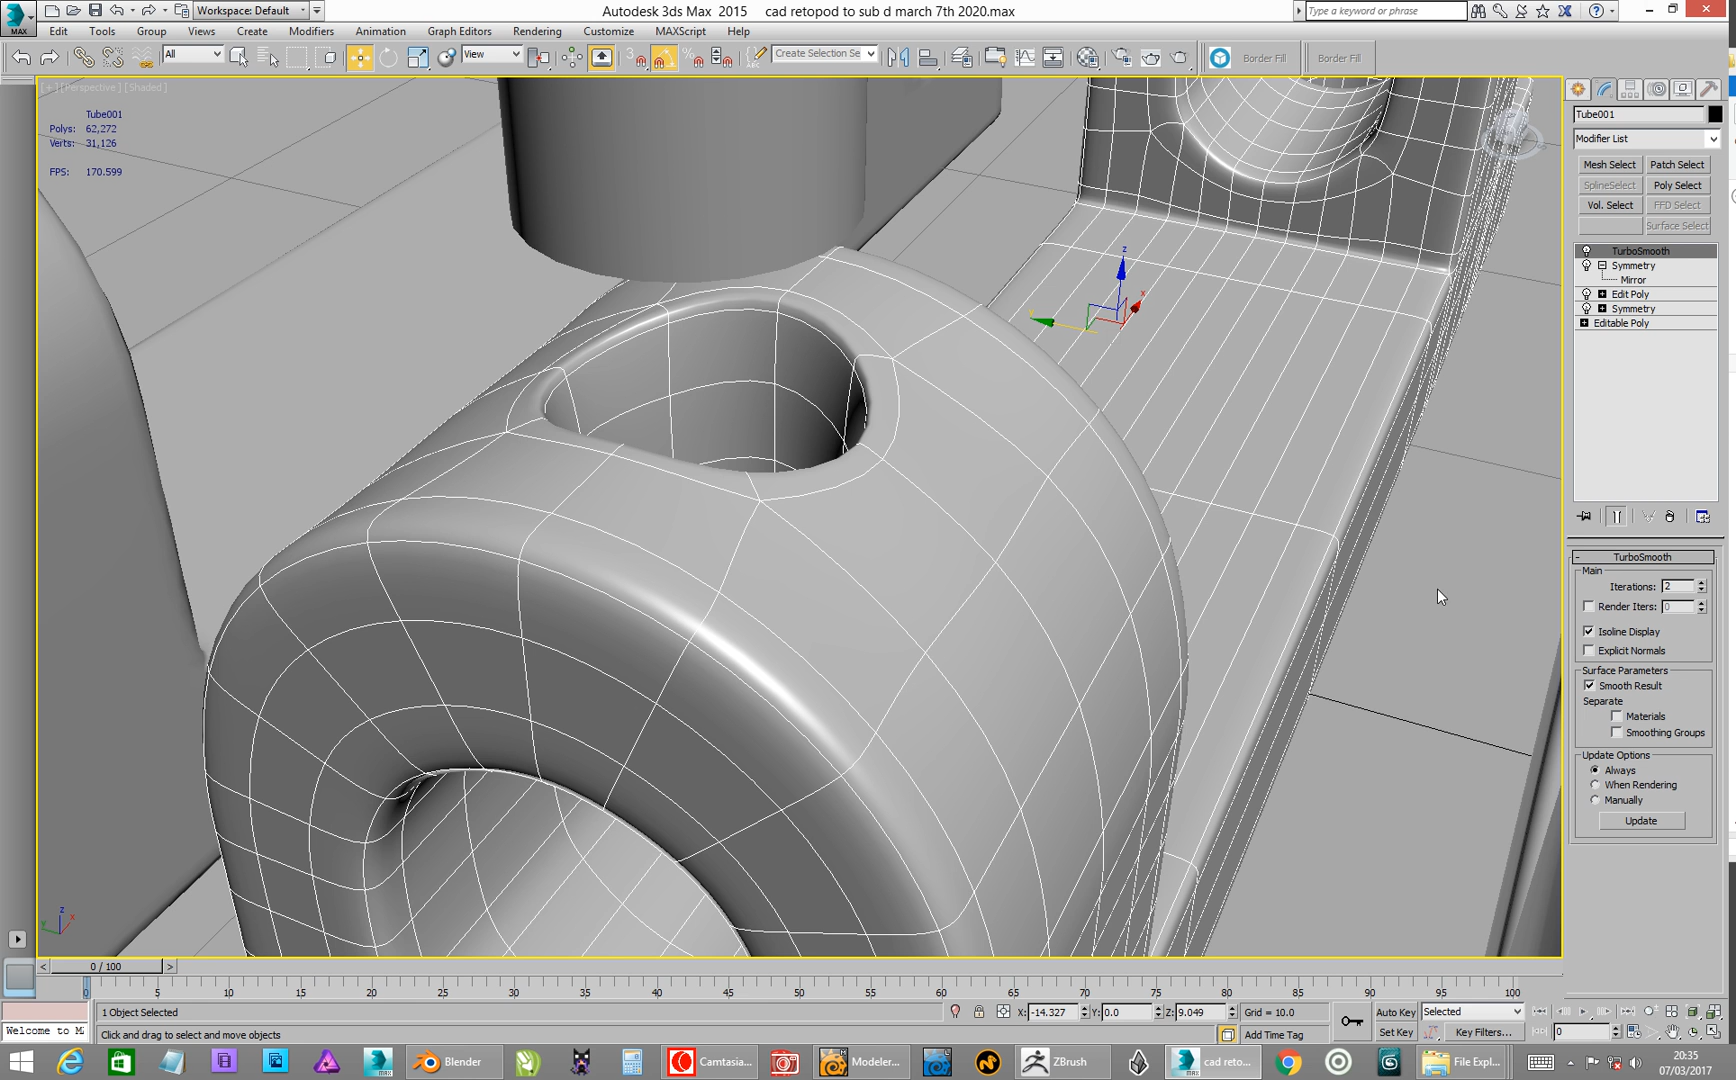 Workspace: Default
Autodesk 3ds Max 2015 cad retopod to sub d march 7th 2020.max
Type a keyword or phrase
MAX
Edit Tools Group Views Create Modifiers Animation Graph Editors Rendering Customize MAXScript Help
All View Create Selection Se Border Fill Border Fill
[+][Perspective][Shaded]
Tube001
Polys: 62,272
Verts: 31,126
FPS: 170.599
z
x
Tube001
Modifier List
Mesh Select Patch Select
SplineSelect Poly Select
Vol. Select FFD Select
Surface Select
TurboSmooth
Symmetry
Mirror
Edit Poly
Symmetry
Editable Poly
TurboSmooth
Main
Iterations: 2
Render Iters: 0
Isoline Display
Explicit Normals
Surface Parameters
Smooth Result
Separate
Materials
Smoothing Groups
Update Options
Always
When Rendering
Manually
Update
z
x
y
0 / 100
0 5 10 15 20 25 30 35 40 45 50 55 60 65 70 75 80 85 90 95 100
1 Object Selected X: -14.327 Y: 0.0 Z: 9.049 Grid = 10.0 Auto Key Selected
Welcome to M
Click and drag to select and move objects Add Time Tag Set Key Key Filters... 0
Blender Camtasia... Modeler... ZBrush cad reto... File Expl...
20:35
07/03/2017